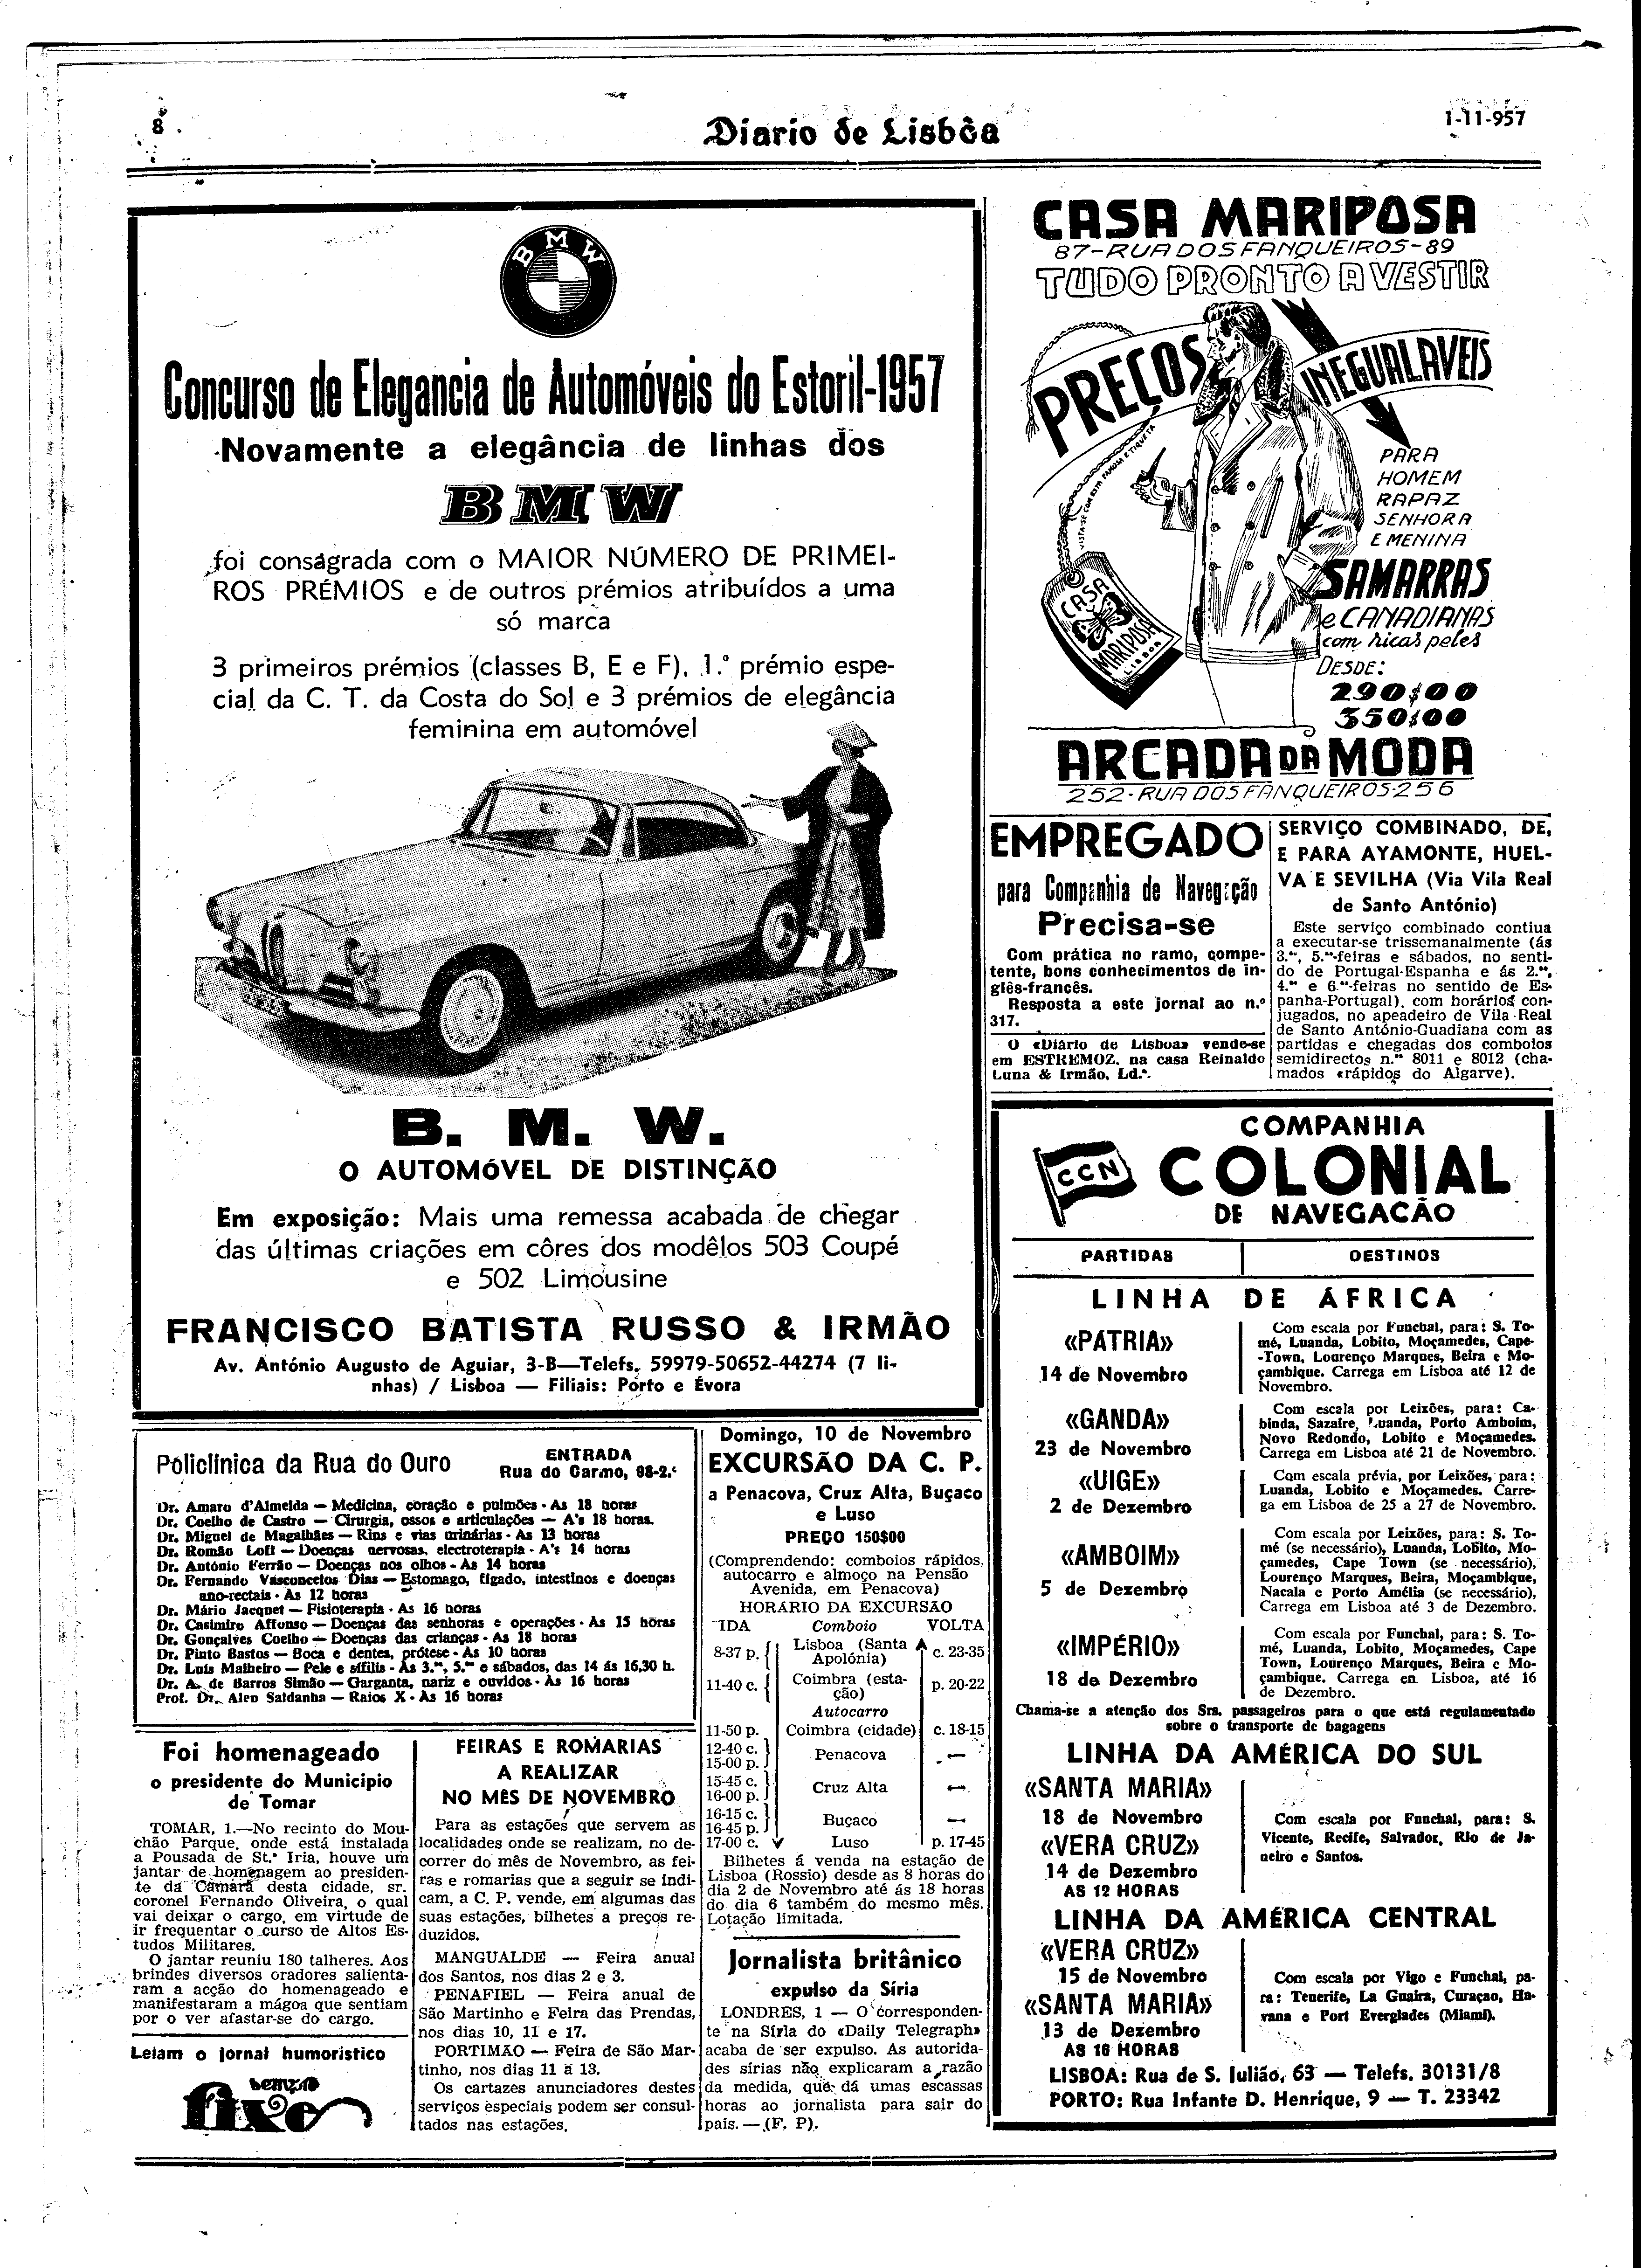 8
Diario de Lisbôa
1-11-957
BMW
Concurso de Elegancia de Automóveis do Estoril-1957
Novamente a elegância de linhas dos
BMW
foi consagrada com o MAIOR NÚMERO DE PRIMEI-
ROS PRÉMIOS e de outros prémios atribuídos a uma
só marca
3 primeiros prémios (classes B, E e F), 1.º prémio espe-
cial da C. T. da Costa do Sol e 3 prémios de elegância
feminina em automóvel
B. M. W.
O AUTOMÓVEL DE DISTINÇÃO
Em exposição: Mais uma remessa acabada de chegar
das últimas criações em côres dos modêlos 503 Coupé
e 502 Limousine
FRANCISCO BATISTA RUSSO & IRMÃO
Av. António Augusto de Aguiar, 3-B—Telefs. 59979-50652-44274 (7 li-
nhas) / Lisboa — Filiais: Porto e Évora
CASA MARIPOSA
87-RUA DOS FANQUEIROS-89
TUDO PRONTO A VESTIR
PREÇOS INEGUALAVEIS
VISTA-SE COM ESTA FAMOSA ETIQUETA
PARA
HOMEM
RAPAZ
SENHORA
E MENINA
SAMARRAS
e CANADIANAS
com ricas peles
DESDE:
290$00
350$00
CASA
MARIPOSA
LISBOA
ARCADA DA MODA
252-RUA DOS FANQUEIROS-256
EMPREGADO
para Companhia de Navegação
Precisa-se
Com prática no ramo, compe-
tente, bons conhecimentos de in-
glês-francês.
Resposta a este jornal ao n.º
317.
O «Diário de Lisboa» vende-se
em ESTREMOZ, na casa Reinaldo
Luna & Irmão, Ld.ª.
SERVIÇO COMBINADO, DE,
E PARA AYAMONTE, HUEL-
VA E SEVILHA (Via Vila Real
de Santo António)
Este serviço combinado contiua
a executar-se trissemanalmente (ás
3.as, 5.as-feiras e sábados, no senti-
do de Portugal-Espanha e ás 2.as,
4.as e 6.as-feiras no sentido de Es-
panha-Portugal), com horários con-
jugados, no apeadeiro de Vila Real
de Santo António-Guadiana com as
partidas e chegadas dos comboios
semidirectos n.os 8011 e 8012 (cha-
mados «rápidos do Algarve).
CCN
COMPANHIA
COLONIAL
DE NAVEGAÇÃO
PARTIDAS
DESTINOS
LINHA DE ÁFRICA
«PÁTRIA»
14 de Novembro
Com escala por Funchal, para: S. To-
mé, Luanda, Lobito, Moçamedes, Cape-
-Town, Lourenço Marques, Beira e Mo-
çambique. Carrega em Lisboa até 12 de
Novembro.
«GANDA»
23 de Novembro
Com escala por Leixões, para: Ca-
binda, Sazaire, Luanda, Porto Amboim,
Novo Redondo, Lobito e Moçamedes.
Carrega em Lisboa até 21 de Novembro.
«UIGE»
2 de Dezembro
Com escala prévia, por Leixões, para:
Luanda, Lobito e Moçamedes. Carre-
ga em Lisboa de 25 a 27 de Novembro.
«AMBOIM»
5 de Dezembro
Com escala por Leixões, para: S. To-
mé (se necessário), Luanda, Lobito, Mo-
çamedes, Cape Town (se necessário),
Lourenço Marques, Beira, Moçambique,
Nacala e Porto Amélia (se necessário),
Carrega em Lisboa até 3 de Dezembro.
«IMPÉRIO»
18 de Dezembro
Com escala por Funchal, para: S. To-
mé, Luanda, Lobito, Moçamedes, Cape
Town, Lourenço Marques, Beira e Mo-
çambique. Carrega en Lisboa, até 16
de Dezembro.
Chama-se a atenção dos Srs. passageiros para o que está regulamentado
sobre o transporte de bagagens
LINHA DA AMÉRICA DO SUL
«SANTA MARIA»
18 de Novembro
«VERA CRUZ»
14 de Dezembro
AS 12 HORAS
Com escala por Funchal, para: S.
Vicente, Recife, Salvador, Rio de Ja-
neiro e Santos.
LINHA DA AMÉRICA CENTRAL
«VERA CRUZ»
15 de Novembro
«SANTA MARIA»
13 de Dezembro
AS 16 HORAS
Com escala por Vigo e Funchal, pa-
ra: Tenerife, La Guaira, Curaçao, Ha-
vana e Port Everglades (Miami).
LISBOA: Rua de S. Julião, 63 — Telefs. 30131/8
PORTO: Rua Infante D. Henrique, 9 — T. 23342
Policlínica da Rua do Ouro
ENTRADA
Rua do Carmo, 98-2.º
Dr. Amaro d'Almeida — Medicina, coração e pulmões - As 18 horas
Dr. Coelho de Castro — Cirurgia, ossos e articulações — A's 18 horas.
Dr. Miguel de Magalhães — Rins e vias urinárias - As 13 horas
Dr. Romão Loff — Doenças nervosas, electroterapia - A's 14 horas
Dr. António Ferrão — Doenças nos olhos - As 14 horas
Dr. Fernando Vasconcelos Dias — Estomago, fígado, intestinos e doenças
ano-rectais - As 12 horas
Dr. Mário Jacquet — Fisioterapia - As 16 horas
Dr. Casimiro Affonso — Doenças das senhoras e operações - As 15 horas
Dr. Gonçalves Coelho — Doenças das crianças - As 18 horas
Dr. Pinto Bastos — Boca e dentes, prótese - As 10 horas
Dr. Luís Malheiro — Pele e sífilis - As 3.as, 5.as e sábados, das 14 ás 16,30 h.
Dr. A. de Barros Simão — Garganta, nariz e ouvidos - As 16 horas
Prof. Dr. Aleu Saldanha — Raios X - As 16 horas
Foi homenageado
o presidente do Municipio
de Tomar
TOMAR, 1.—No recinto do Mou-
chão Parque, onde está instalada
a Pousada de St.ª Iria, houve um
jantar de homenagem ao presiden-
te da Câmara desta cidade, sr.
coronel Fernando Oliveira, o qual
vai deixar o cargo, em virtude de
ir frequentar o curso de Altos Es-
tudos Militares.
O jantar reuniu 180 talheres. Aos
brindes diversos oradores salienta-
ram a acção do homenageado e
manifestaram a mágoa que sentiam
por o ver afastar-se do cargo.
Leiam o jornal humorístico
sempre
fixe
FEIRAS E ROMARIAS
A REALIZAR
NO MÊS DE NOVEMBRO
Para as estações que servem as
localidades onde se realizam, no de-
correr do mês de Novembro, as fei-
ras e romarias que a seguir se indi-
cam, a C. P. vende, em algumas das
suas estações, bilhetes a preços re-
duzidos.
MANGUALDE — Feira anual
dos Santos, nos dias 2 e 3.
PENAFIEL — Feira anual de
São Martinho e Feira das Prendas,
nos dias 10, 11 e 17.
PORTIMÃO — Feira de São Mar-
tinho, nos dias 11 a 13.
Os cartazes anunciadores destes
serviços especiais podem ser consul-
tados nas estações.
Domingo, 10 de Novembro
EXCURSÃO DA C. P.
a Penacova, Cruz Alta, Buçaco
e Luso
PREÇO 150$00
(Comprendendo: comboios rápidos,
autocarro e almoço na Pensão
Avenida, em Penacova)
HORÁRIO DA EXCURSÃO
IDA Comboio VOLTA
8-37 p. Lisboa (Santa Apolónia) c. 23-35
11-40 c. Coimbra (esta-
ção) p. 20-22
Autocarro
11-50 p. Coimbra (cidade) c. 18-15
12-40 c.
15-00 p. Penacova —
15-45 c.
16-00 p. Cruz Alta —
16-15 c.
16-45 p. Buçaco —
17-00 c. Luso p. 17-45
Bilhetes á venda na estação de
Lisboa (Rossio) desde as 8 horas do
dia 2 de Novembro até ás 18 horas
do dia 6 também do mesmo mês.
Lotação limitada.
Jornalista britânico
expulso da Síria
LONDRES, 1 — O corresponden-
te na Síria do «Daily Telegraph»
acaba de ser expulso. As autorida-
des sírias não explicaram a razão
da medida, que dá umas escassas
horas ao jornalista para sair do
país. — (F. P).